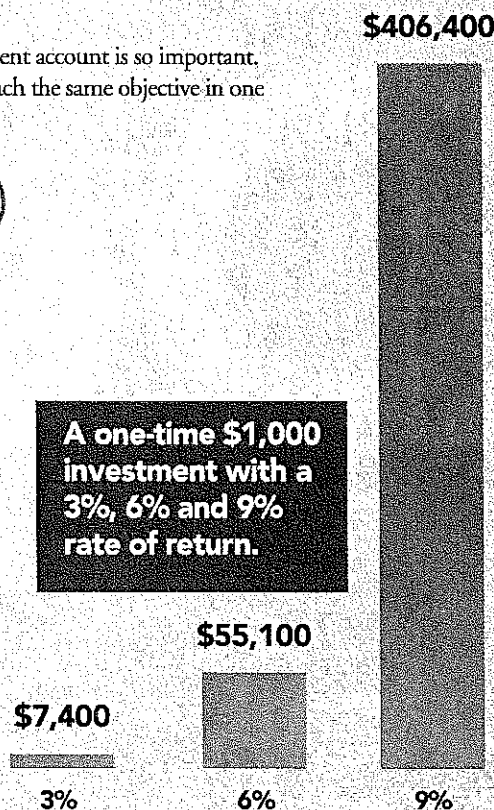 $406,400
ent account is so important,
ch the same objective in one
A one-time $1,000
investment with a
3%, 6% and 9%
rate of return.
$55,100
$7,400
3% 6% 9%